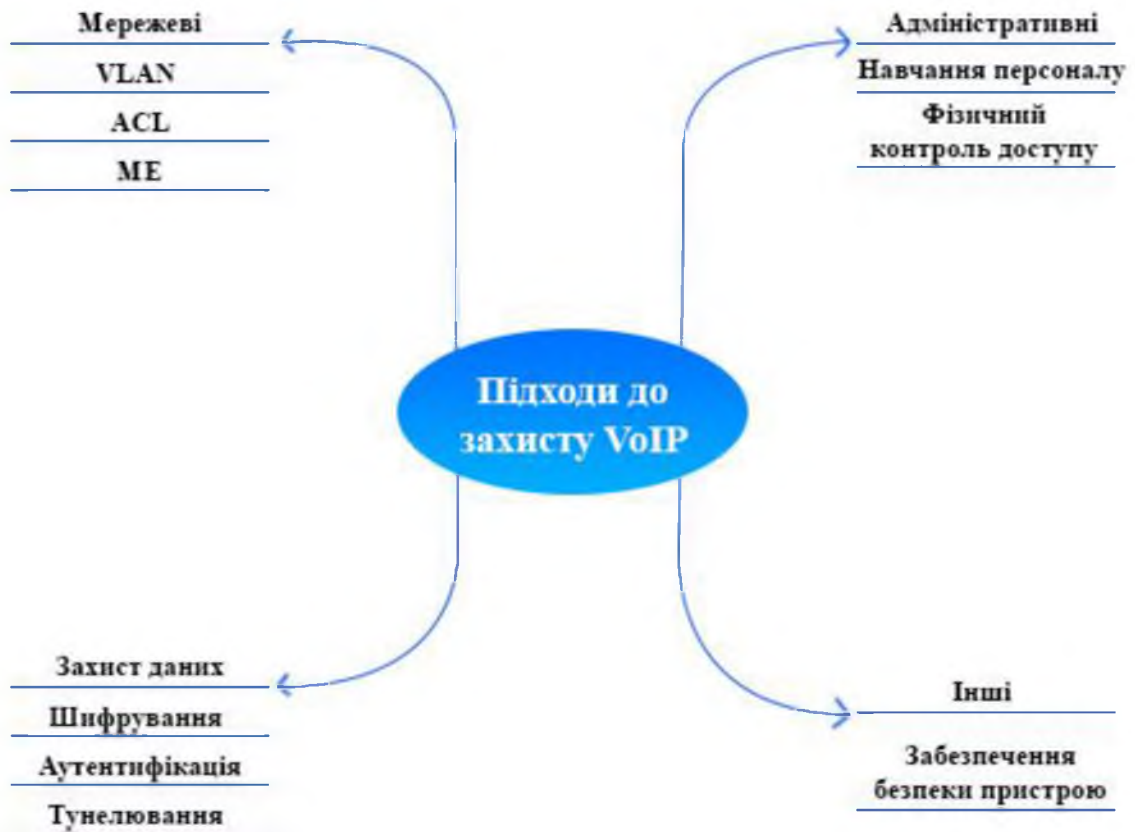 Мережеві
VLAN
ACL
МЕ
Адміністративні
Навчання персоналу
Фізичний
контроль доступу
Підходи до
захисту VoIP
Захист даних
Шифрування
Аутентифікація
Тунелювання
Інші
Забезпечення
безпеки пристрою